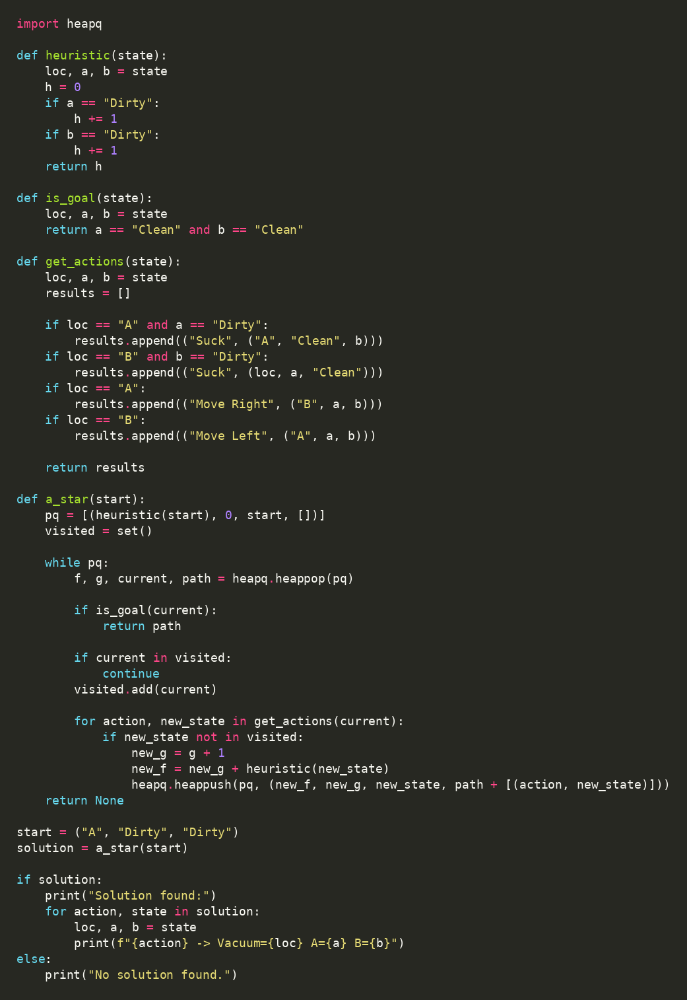 import heapq

def heuristic(state):
    loc, a, b = state
    h = 0
    if a == "Dirty":
        h += 1
    if b == "Dirty":
        h += 1
    return h

def is_goal(state):
    loc, a, b = state
    return a == "Clean" and b == "Clean"

def get_actions(state):
    loc, a, b = state
    results = []

    if loc == "A" and a == "Dirty":
        results.append(("Suck", ("A", "Clean", b)))
    if loc == "B" and b == "Dirty":
        results.append(("Suck", (loc, a, "Clean")))
    if loc == "A":
        results.append(("Move Right", ("B", a, b)))
    if loc == "B":
        results.append(("Move Left", ("A", a, b)))

    return results

def a_star(start):
    pq = [(heuristic(start), 0, start, [])]
    visited = set()

    while pq:
        f, g, current, path = heapq.heappop(pq)

        if is_goal(current):
            return path

        if current in visited:
            continue
        visited.add(current)

        for action, new_state in get_actions(current):
            if new_state not in visited:
                new_g = g + 1
                new_f = new_g + heuristic(new_state)
                heapq.heappush(pq, (new_f, new_g, new_state, path + [(action, new_state)]))
    return None

start = ("A", "Dirty", "Dirty")
solution = a_star(start)

if solution:
    print("Solution found:")
    for action, state in solution:
        loc, a, b = state
        print(f"{action} -> Vacuum={loc} A={a} B={b}")
else:
    print("No solution found.")